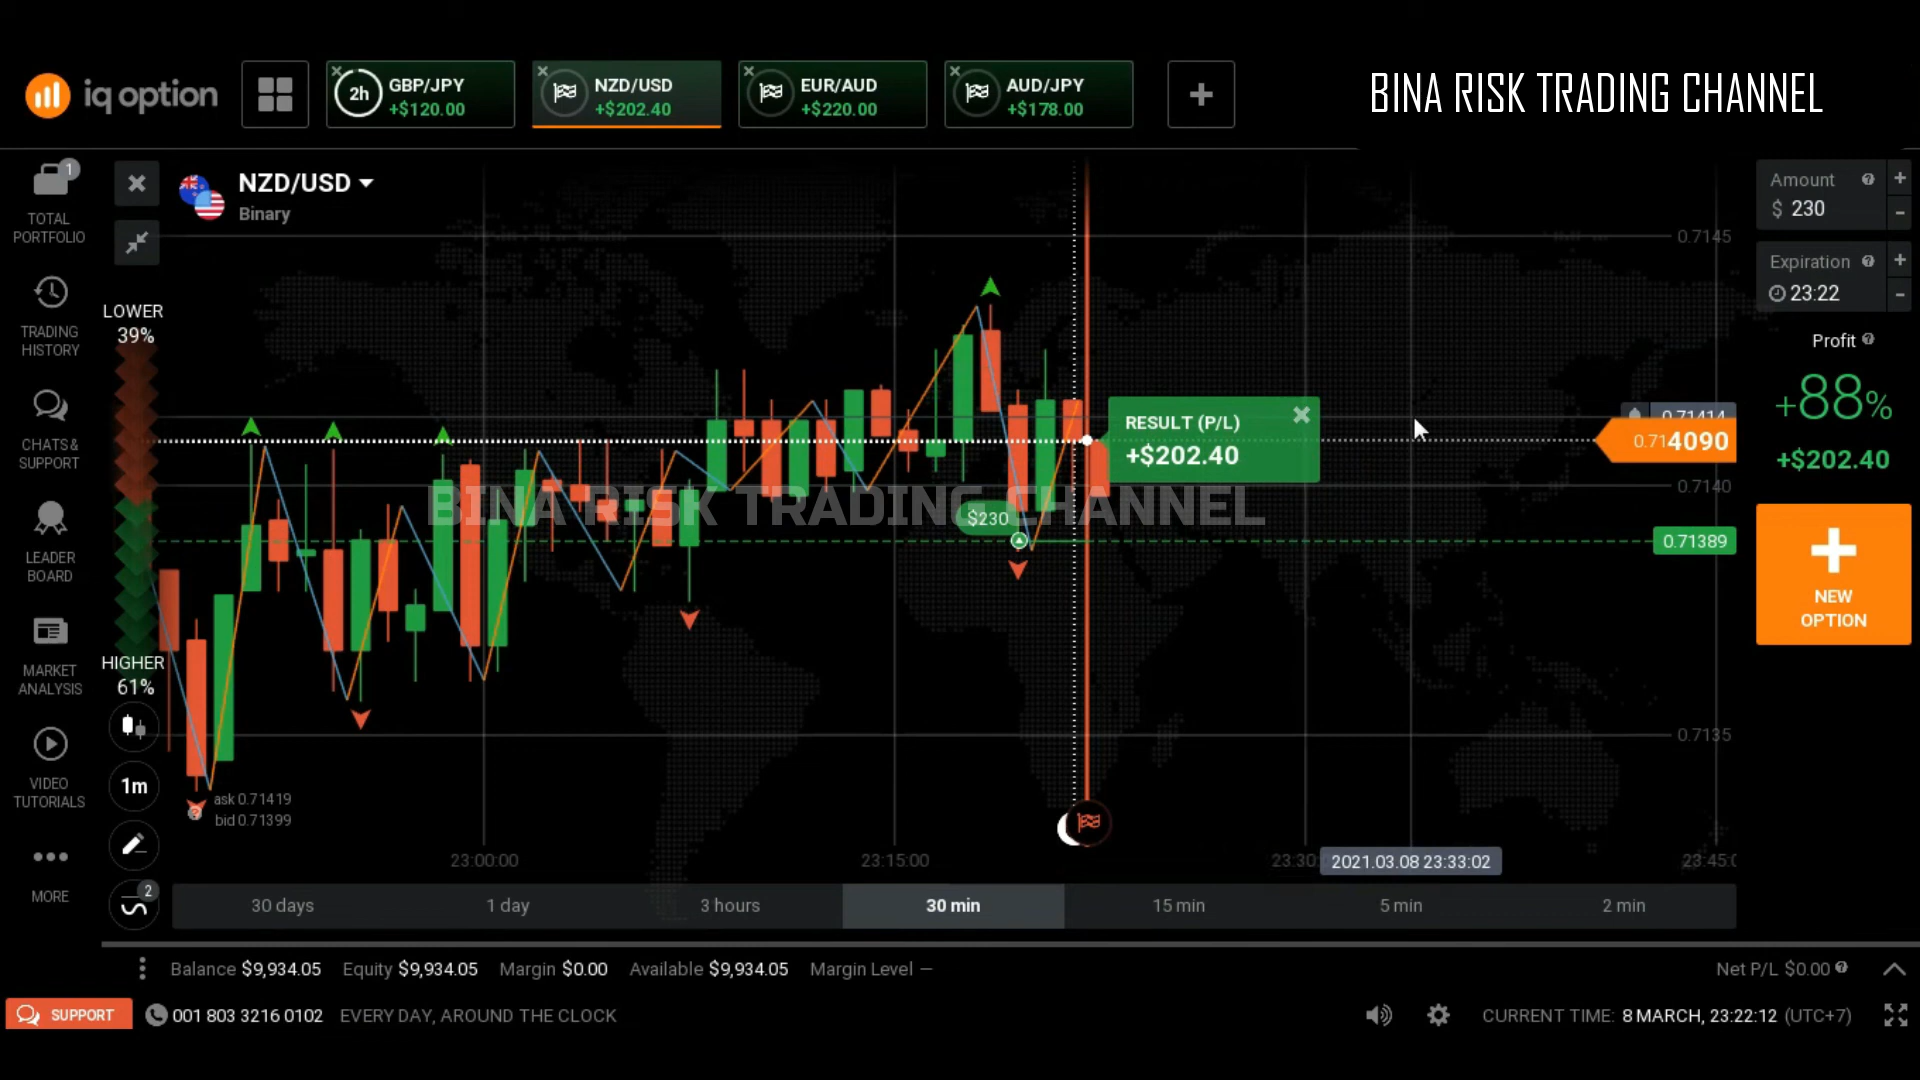 iq option
2h
GBP/JPY
+$120.00
NZD/USD
+$202.40
EUR/AUD
+$220.00
AUD/JPY
+$178.00
BINA RISK TRADING CHANNEL
1
TOTAL
PORTFOLIO
TRADING
HISTORY
CHATS &
SUPPORT
LEADER
BOARD
MARKET
ANALYSIS
VIDEO
TUTORIALS
MORE
NZD/USD
Binary
LOWER
39%
HIGHER
61%
1m
2
ask 0.71419
bid 0.71399
RESULT (P/L)
+$202.40
BINA RISK TRADING CHANNEL
$230
0.7145
0.71414
0.714090
0.7140
0.71389
0.7135
23:00:00
23:15:00
23:30:
2021.03.08 23:33:02
23:45:0
30 days
1 day
3 hours
30 min
15 min
5 min
2 min
Amount
$ 230
Expiration
23:22
Profit
+88%
+$202.40
NEW
OPTION
Balance $9,934.05 Equity $9,934.05 Margin $0.00 Available $9,934.05 Margin Level –
Net P/L $0.00
SUPPORT
001 803 3216 0102 EVERY DAY, AROUND THE CLOCK
CURRENT TIME: 8 MARCH, 23:22:12 (UTC+7)